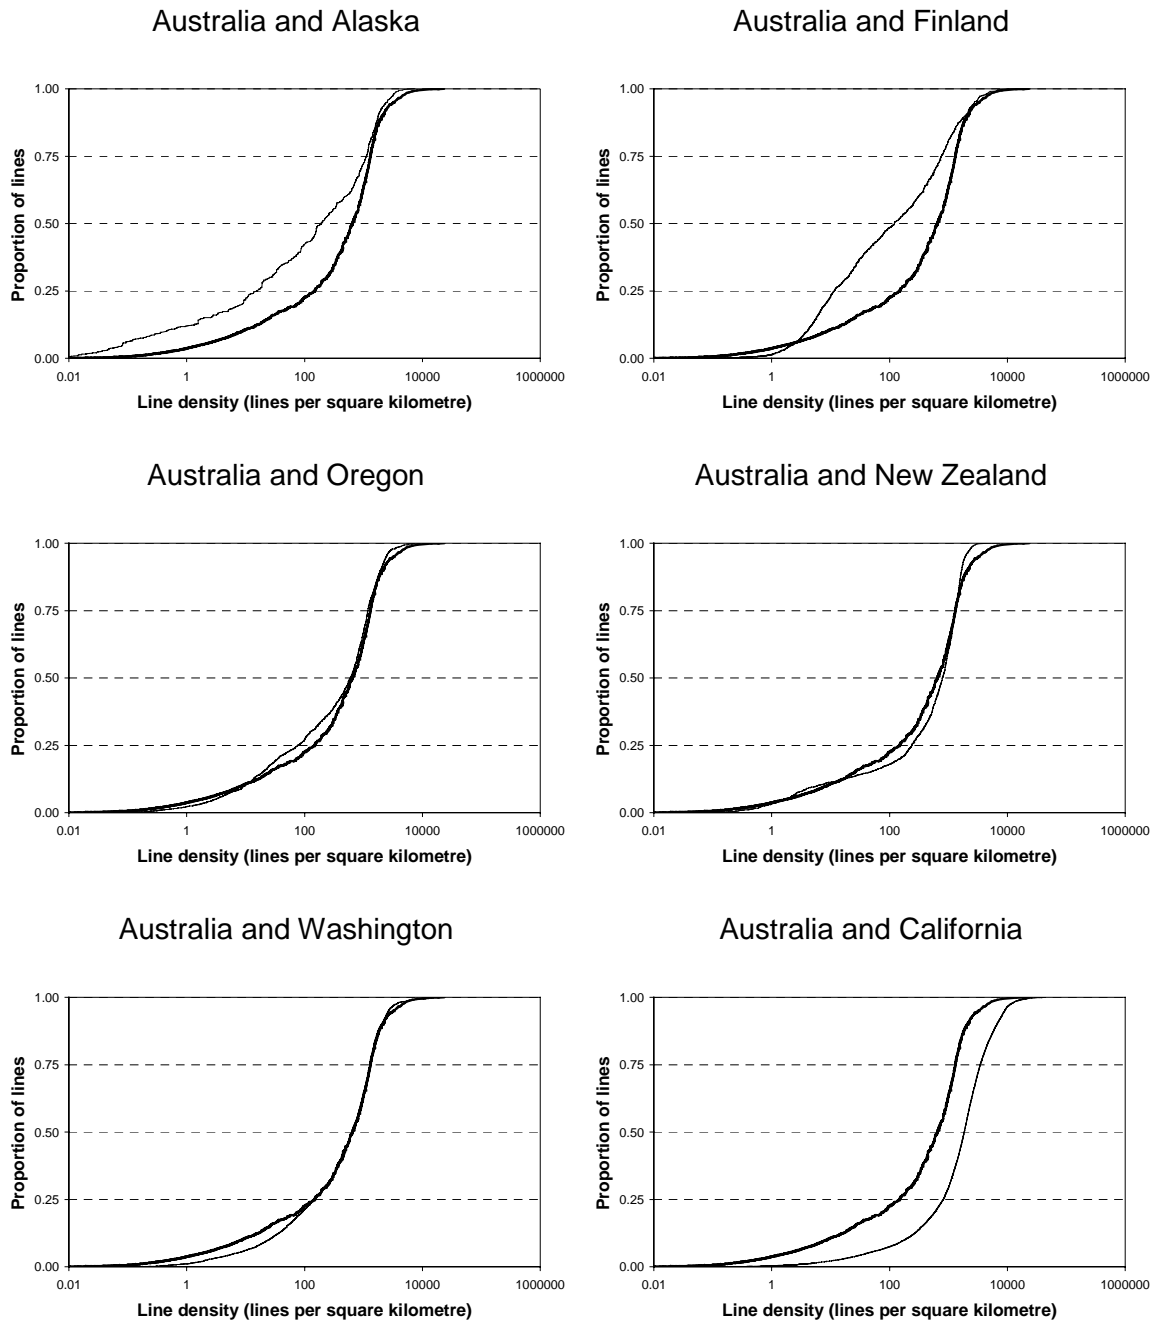 Australia and Alaska
1.00
0.75
0.50
0.25
0.00
Proportion of lines
0.01 1 100 10000 1000000
Line density (lines per square kilometre)
Australia and Finland
1.00
0.75
0.50
0.25
0.00
Proportion of lines
0.01 1 100 10000 1000000
Line density (lines per square kilometre)
Australia and Oregon
1.00
0.75
0.50
0.25
0.00
Proportion of lines
0.01 1 100 10000 1000000
Line density (lines per square kilometre)
Australia and New Zealand
1.00
0.75
0.50
0.25
0.00
Proportion of lines
0.01 1 100 10000 1000000
Line density (lines per square kilometre)
Australia and Washington
1.00
0.75
0.50
0.25
0.00
Proportion of lines
0.01 1 100 10000 1000000
Line density (lines per square kilometre)
Australia and California
1.00
0.75
0.50
0.25
0.00
Proportion of lines
0.01 1 100 10000 1000000
Line density (lines per square kilometre)